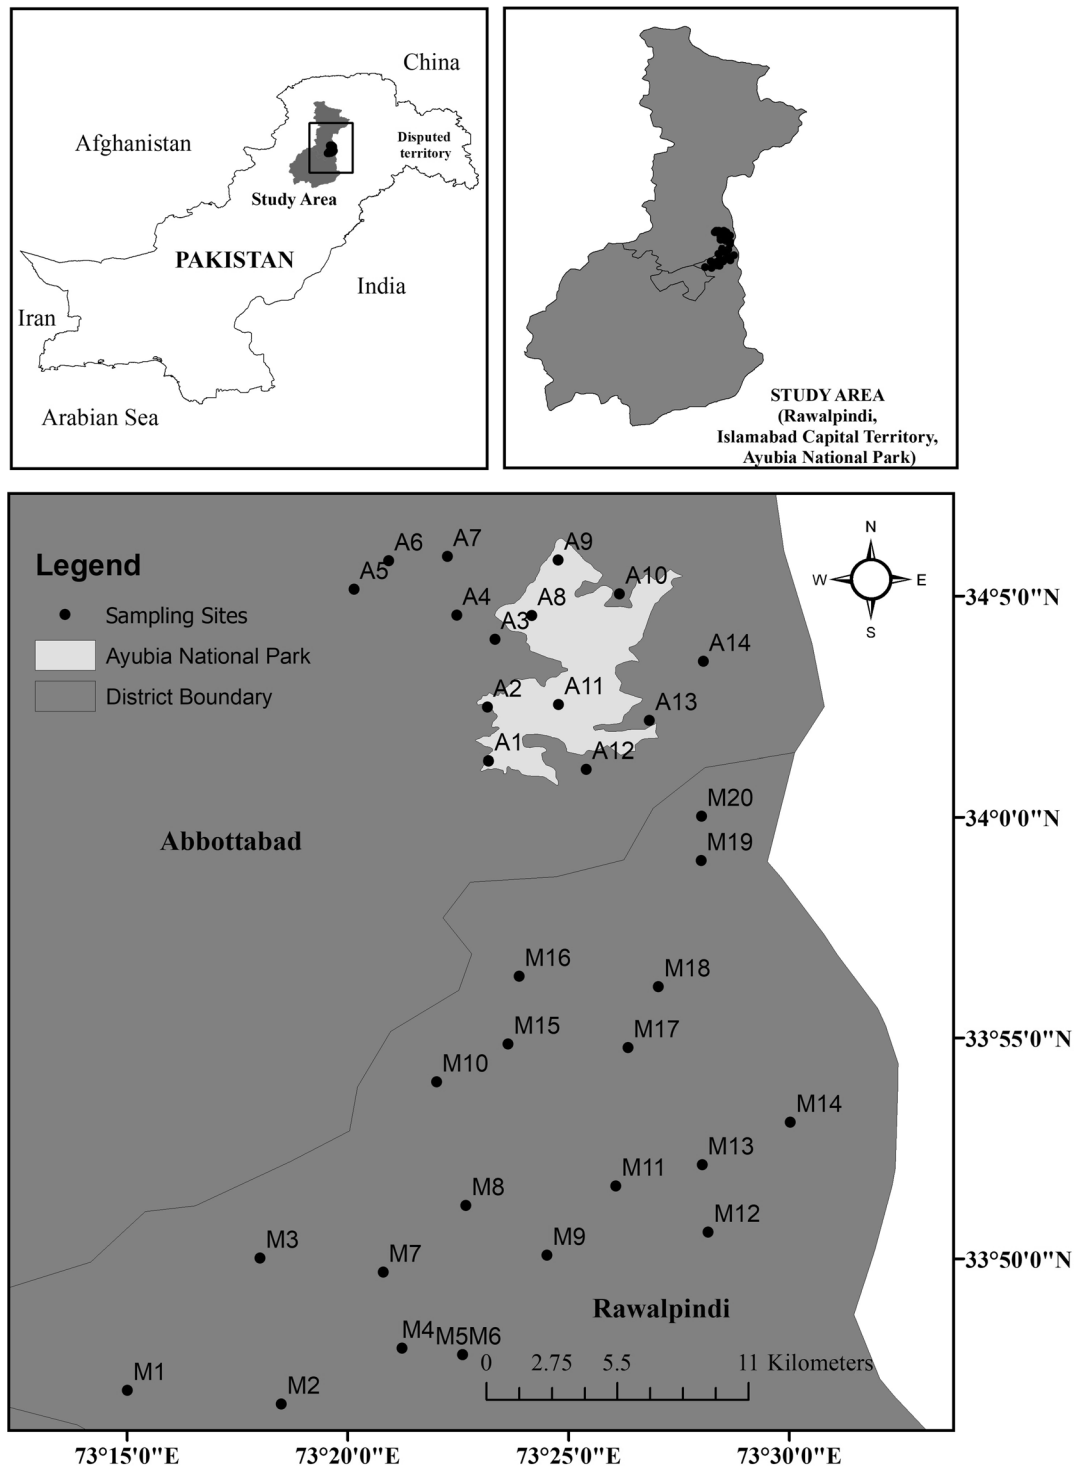 China
Afghanistan
Disputed
territory
Study Area
PAKISTAN
India
Iran
Arabian Sea
STUDY AREA
(Rawalpindi,
Islamabad Capital Territory,
Ayubia National Park)
Legend
Sampling Sites
Ayubia National Park
District Boundary
N
W E
S
A7
A6
A9
A5
A10
A4
A8
A3
A14
A2
A11
A13
A1
A12
34°5'0"N
M20
34°0'0"N
Abbottabad
M19
M16
M18
M15
M17
33°55'0"N
M10
M14
M13
M11
M8
M12
M3
M9
M7
33°50'0"N
Rawalpindi
M4 M5 M6
0 2.75 5.5 11 Kilometers
M1
M2
73°15'0"E 73°20'0"E 73°25'0"E 73°30'0"E